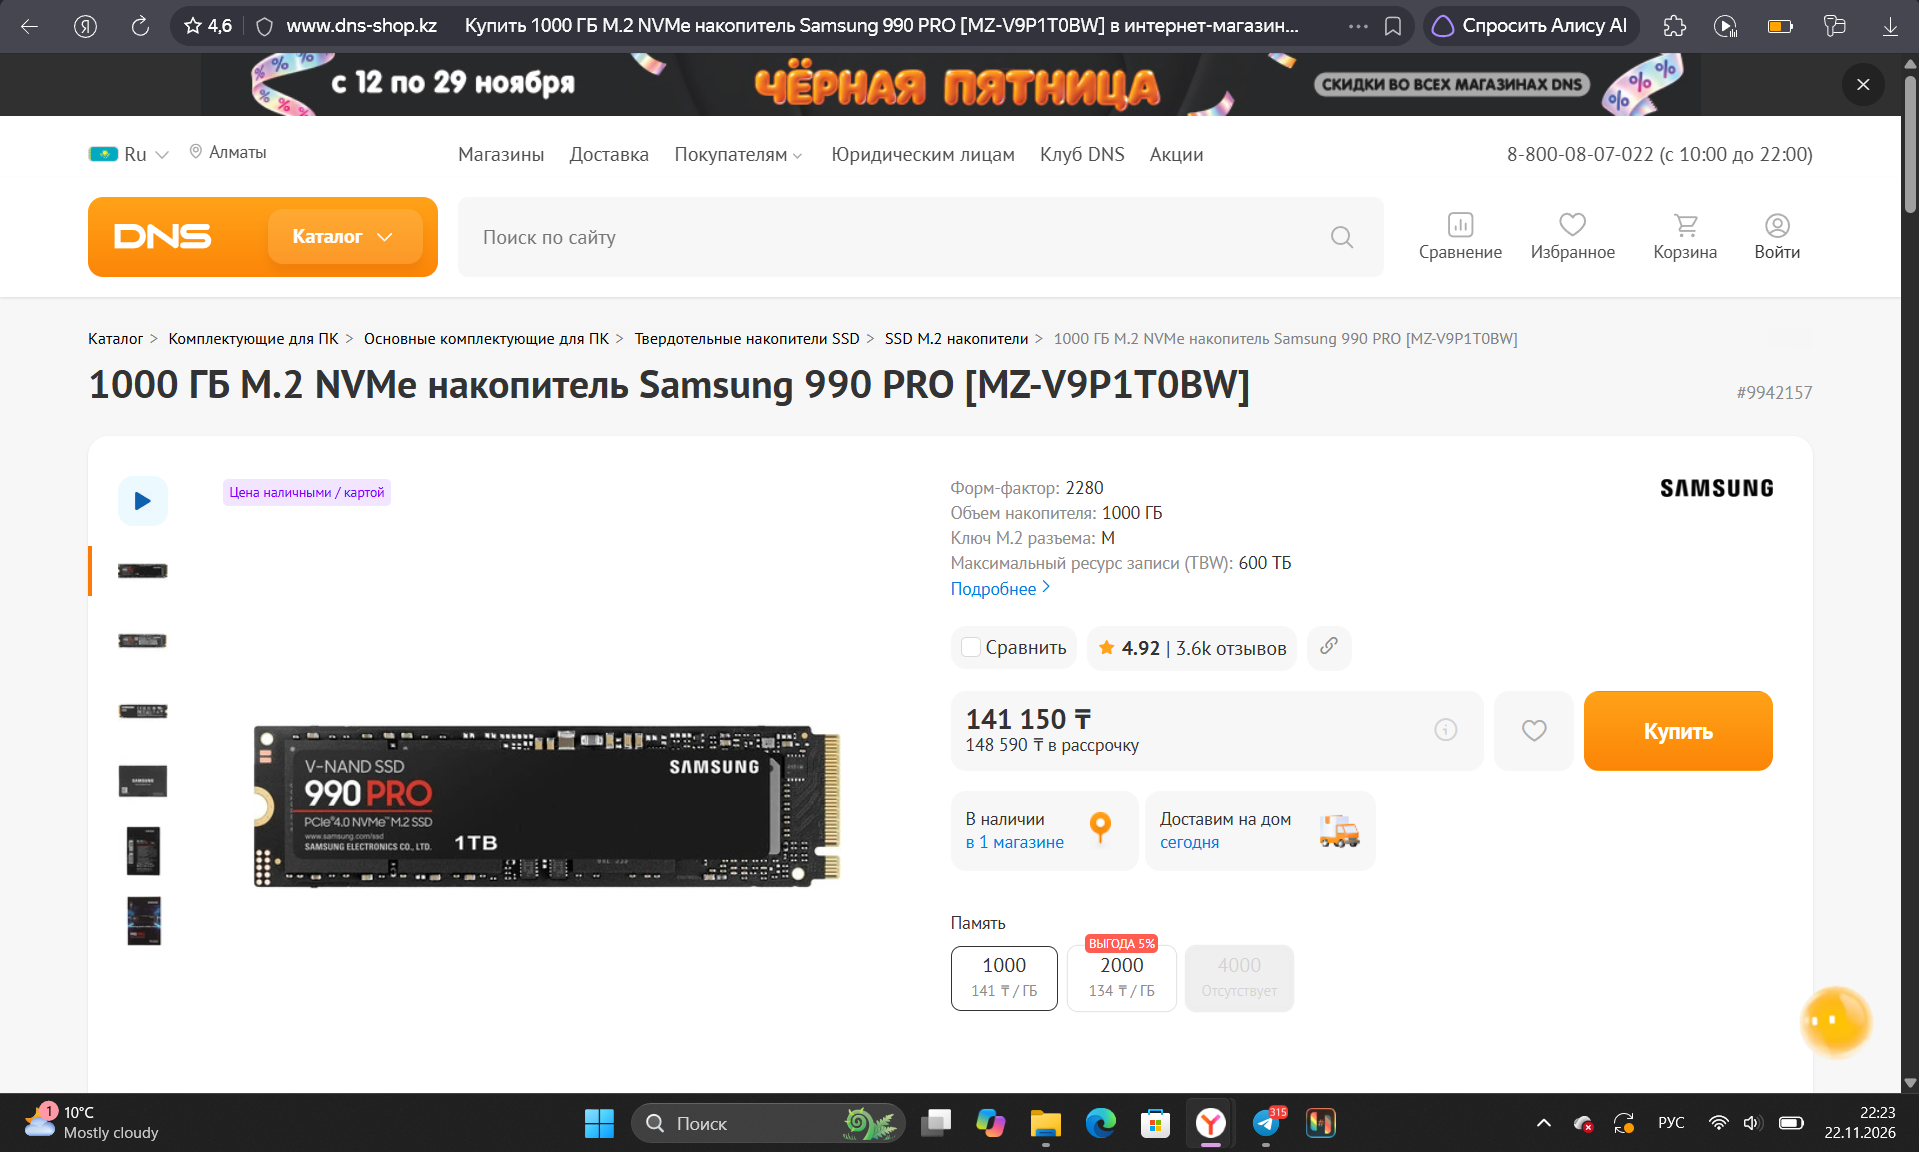 4,6
www.dns-shop.kz
Купить 1000 ГБ M.2 NVMe накопитель Samsung 990 PRO [MZ-V9P1T0BW] в интернет-магазин...
Спросить Алису AI
с 12 по 29 ноября
ЧЁРНАЯ ПЯТНИЦА
СКИДКИ ВО ВСЕХ МАГАЗИНАХ DNS
Ru
Алматы
Магазины
Доставка
Покупателям
Юридическим лицам
Клуб DNS
Акции
8-800-08-07-022 (с 10:00 до 22:00)
DNS
Каталог
Поиск по сайту
Сравнение
Избранное
Корзина
Войти
Каталог > Комплектующие для ПК > Основные комплектующие для ПК > Твердотельные накопители SSD > SSD M.2 накопители > 1000 ГБ M.2 NVMe накопитель Samsung 990 PRO [MZ-V9P1T0BW]
1000 ГБ M.2 NVMe накопитель Samsung 990 PRO [MZ-V9P1T0BW]
#9942157
Цена наличными / картой
V-NAND SSD
990 PRO
PCIe® 4.0 NVMe™ M.2 SSD
www.samsung.com/ssd
SAMSUNG ELECTRONICS CO., LTD.
1TB
SAMSUNG
Форм-фактор: 2280
Объем накопителя: 1000 ГБ
Ключ M.2 разъема: M
Максимальный ресурс записи (TBW): 600 ТБ
Подробнее
SAMSUNG
Сравнить
4.92 | 3.6k отзывов
141 150 ₸
148 590 ₸ в рассрочку
Купить
В наличии
в 1 магазине
Доставим на дом
сегодня
Память
1000
141 ₸ / ГБ
ВЫГОДА 5%
2000
134 ₸ / ГБ
4000
Отсутствует
1
10°C
Mostly cloudy
Поиск
315
РУС
22:23
22.11.2026